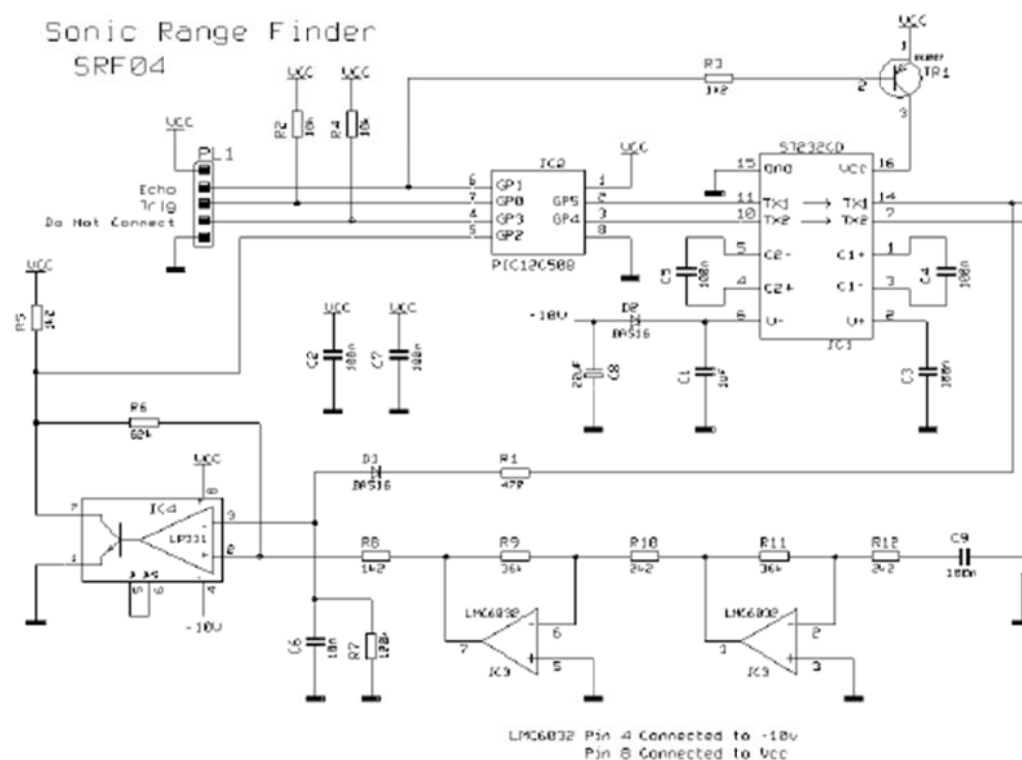 Sonic Range Finder
SRF04
VCC
VCC
VCC
R2
10k
R4
10k
R3
1k2
VCC
1
2
3
TR1
VCC
PL1
Echo
Trig
Do Not Connect
IC2
6 GP1
7 GP0
4 GP3
5 GP2
1
GP5 2
GP4 3
8
PIC12C508
VCC
ST232CD
15 Gnd
Vcc 16
11 TX1
TX1 14
10 TX2
TX2 7
5 C2-
C1+ 1
4 C2+
C1- 3
V-
V+ 2
IC1
C5
100n
C4
100n
-10V
D2
BAS16
22uF
C8
C1
1uF
C3
100n
VCC
R5
1k2
VCC
C2
100n
VCC
C7
100n
R6
62k
VCC
D1
BAS16
R1
470
IC4
7
8
3
1
2
5
6
4
-10V
R8
1k2
R9
36k
R10
2k2
R11
36k
R12
2k2
C9
100n
C6
10n
R7
LMC6032
6
7
5
IC3
LMC6032
2
1
3
IC3
LMC6032 Pin 4 Connected to -10v
Pin 8 Connected to Vcc